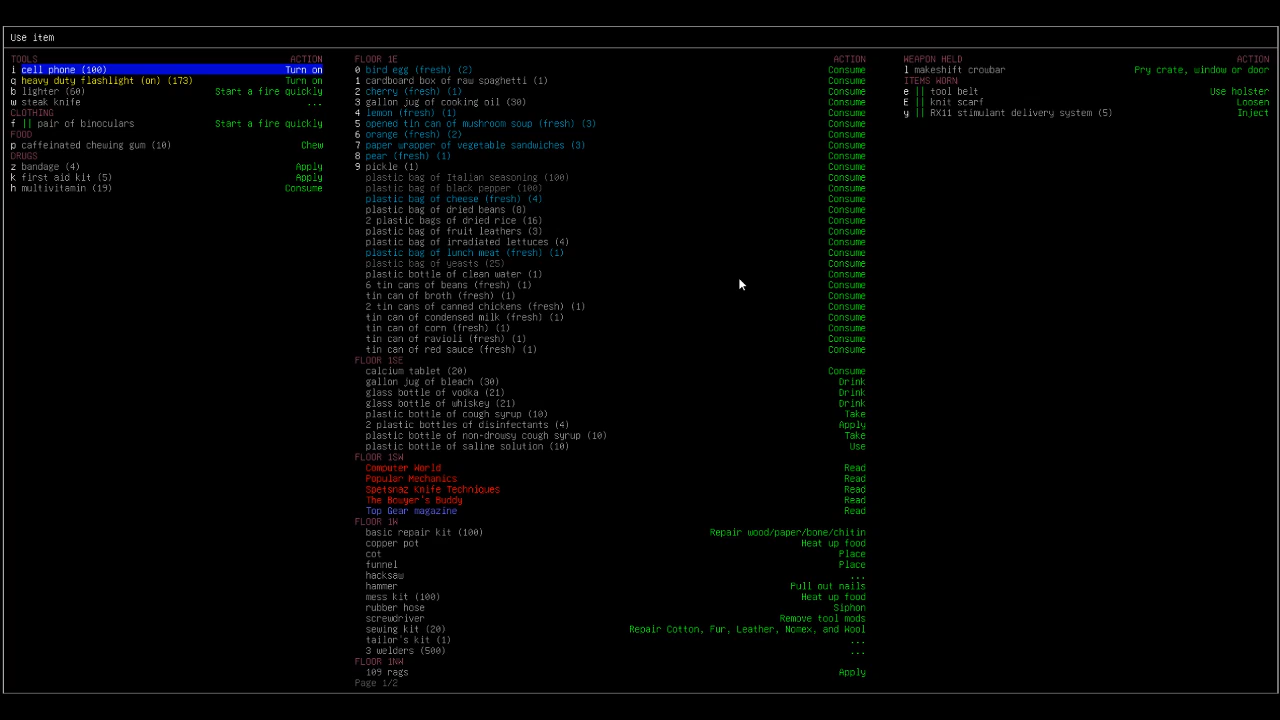 Use item
TOOLS ACTION
i cell phone (100) Turn on
q heavy duty flashlight (on) (173) Turn on
b lighter (60) Start a fire quickly
w steak knife ...
CLOTHING
f || pair of binoculars Start a fire quickly
FOOD
p caffeinated chewing gum (10) Chew
DRUGS
z bandage (4) Apply
k first aid kit (5) Apply
h multivitamin (19) Consume
FLOOR 1E ACTION
0 bird egg (fresh) (2) Consume
1 cardboard box of raw spaghetti (1) Consume
2 cherry (fresh) (1) Consume
3 gallon jug of cooking oil (30) Consume
4 lemon (fresh) (1) Consume
5 opened tin can of mushroom soup (fresh) (3) Consume
6 orange (fresh) (2) Consume
7 paper wrapper of vegetable sandwiches (3) Consume
8 pear (fresh) (1) Consume
9 pickle (1) Consume
plastic bag of Italian seasoning (100) Consume
plastic bag of black pepper (100) Consume
plastic bag of cheese (fresh) (4) Consume
plastic bag of dried beans (8) Consume
2 plastic bags of dried rice (16) Consume
plastic bag of fruit leathers (3) Consume
plastic bag of irradiated lettuces (4) Consume
plastic bag of lunch meat (fresh) (1) Consume
plastic bag of yeasts (25) Consume
plastic bottle of clean water (1) Consume
6 tin cans of beans (fresh) (1) Consume
tin can of broth (fresh) (1) Consume
2 tin cans of canned chickens (fresh) (1) Consume
tin can of condensed milk (fresh) (1) Consume
tin can of corn (fresh) (1) Consume
tin can of ravioli (fresh) (1) Consume
tin can of red sauce (fresh) (1) Consume
FLOOR 1SE
calcium tablet (20) Consume
gallon jug of bleach (30) Drink
glass bottle of vodka (21) Drink
glass bottle of whiskey (21) Drink
plastic bottle of cough syrup (10) Take
2 plastic bottles of disinfectants (4) Apply
plastic bottle of non-drowsy cough syrup (10) Take
plastic bottle of saline solution (10) Use
FLOOR 1SW
Computer World Read
Popular Mechanics Read
Spetsnaz Knife Techniques Read
The Bowyer's Buddy Read
Top Gear magazine Read
FLOOR 1W
basic repair kit (100) Repair wood/paper/bone/chitin
copper pot Heat up food
cot Place
funnel Place
hacksaw ...
hammer Pull out nails
mess kit (100) Heat up food
rubber hose Siphon
screwdriver Remove tool mods
sewing kit (20) Repair Cotton, Fur, Leather, Nomex, and Wool
tailor's kit (1) ...
3 welders (500) ...
FLOOR 1NW
109 rags Apply
Page 1/2
WEAPON HELD ACTION
l makeshift crowbar Pry crate, window or door
ITEMS WORN
e || tool belt Use holster
E || knit scarf Loosen
y || RX11 stimulant delivery system (5) Inject